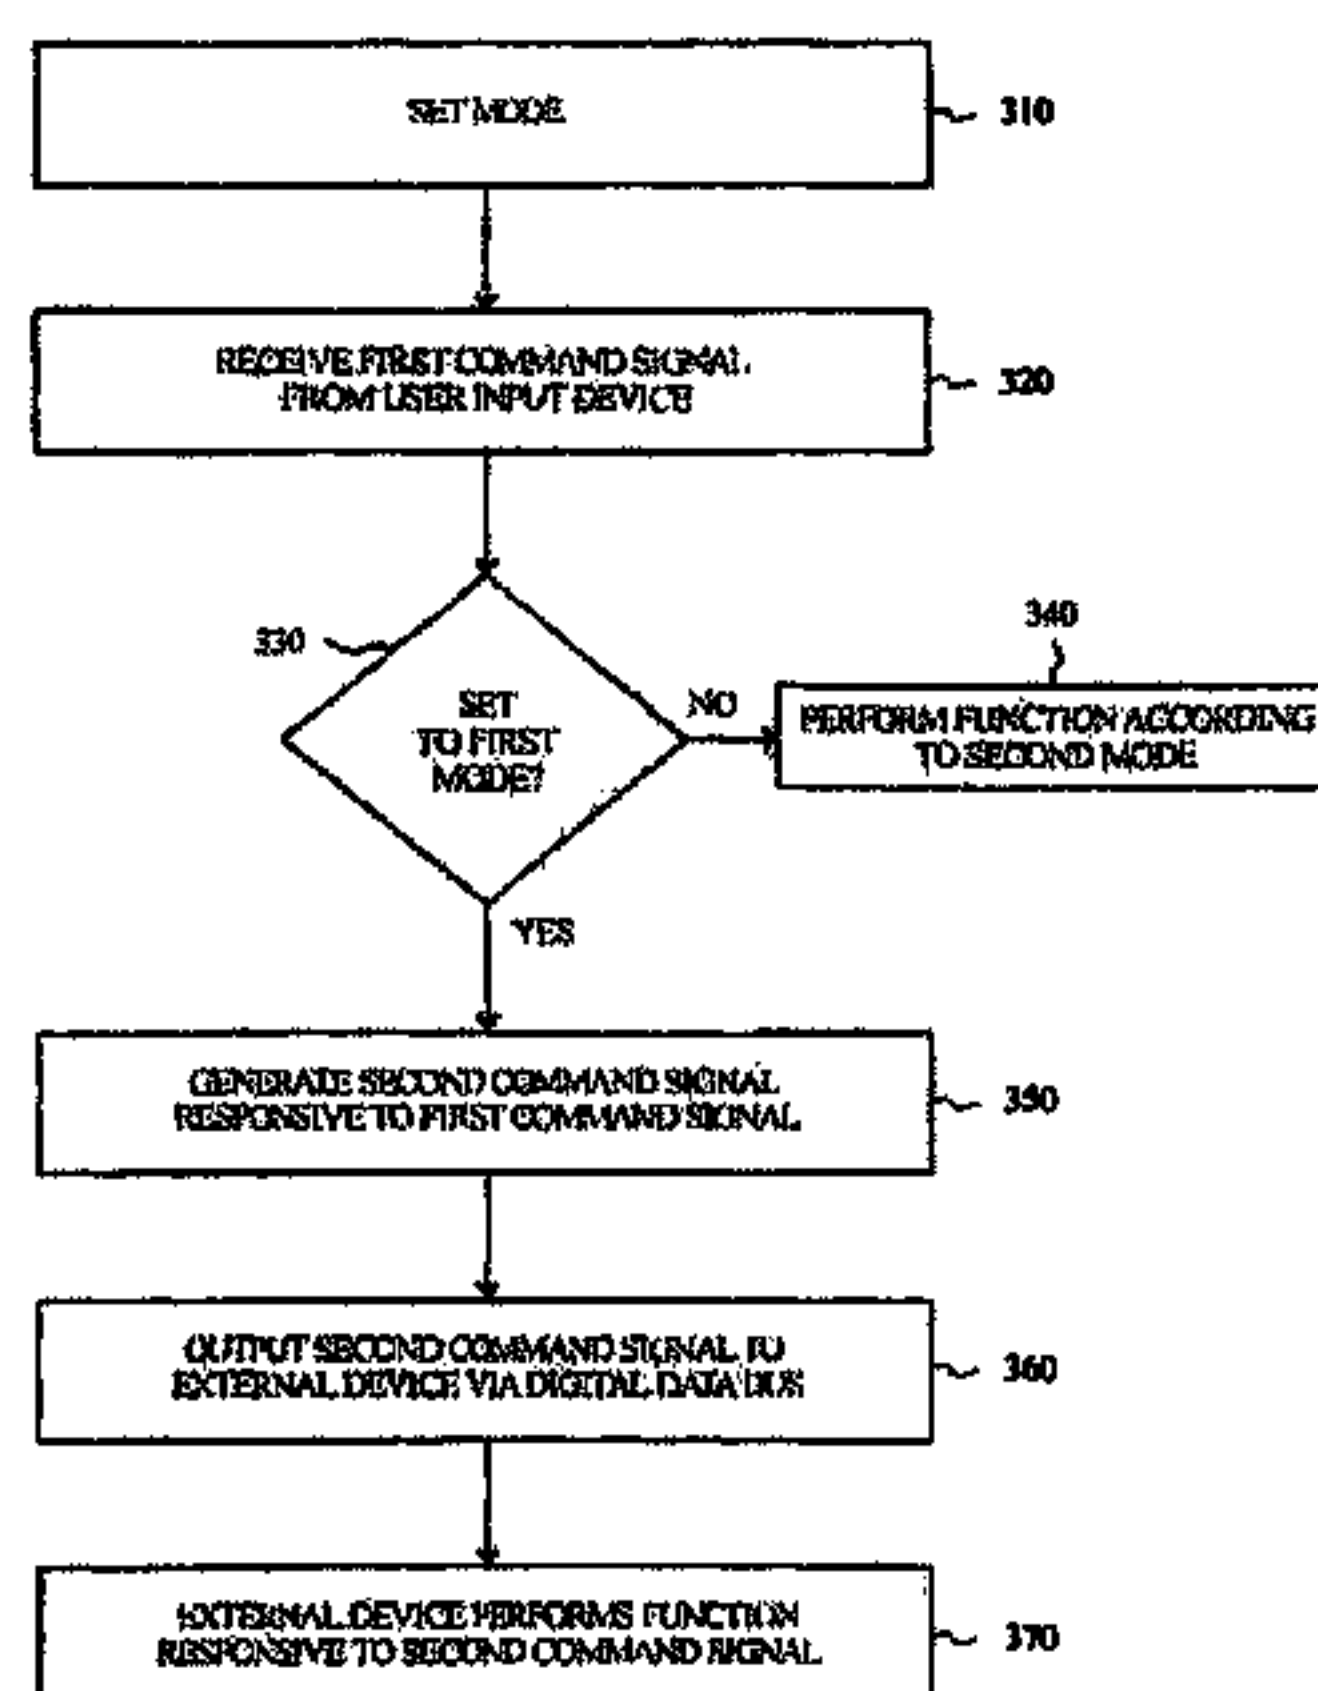 SET MODE
310
RECEIVE FIRST COMMAND SIGNAL
FROM USER INPUT DEVICE
320
330
SET
TO FIRST
MODE?
NO
340
PERFORM FUNCTION ACCORDING
TO SECOND MODE
YES
GENERATE SECOND COMMAND SIGNAL
RESPONSIVE TO FIRST COMMAND SIGNAL
350
OUTPUT SECOND COMMAND SIGNAL TO
EXTERNAL DEVICE VIA DIGITAL DATA BUS
360
EXTERNAL DEVICE PERFORMS FUNCTION
RESPONSIVE TO SECOND COMMAND SIGNAL
370